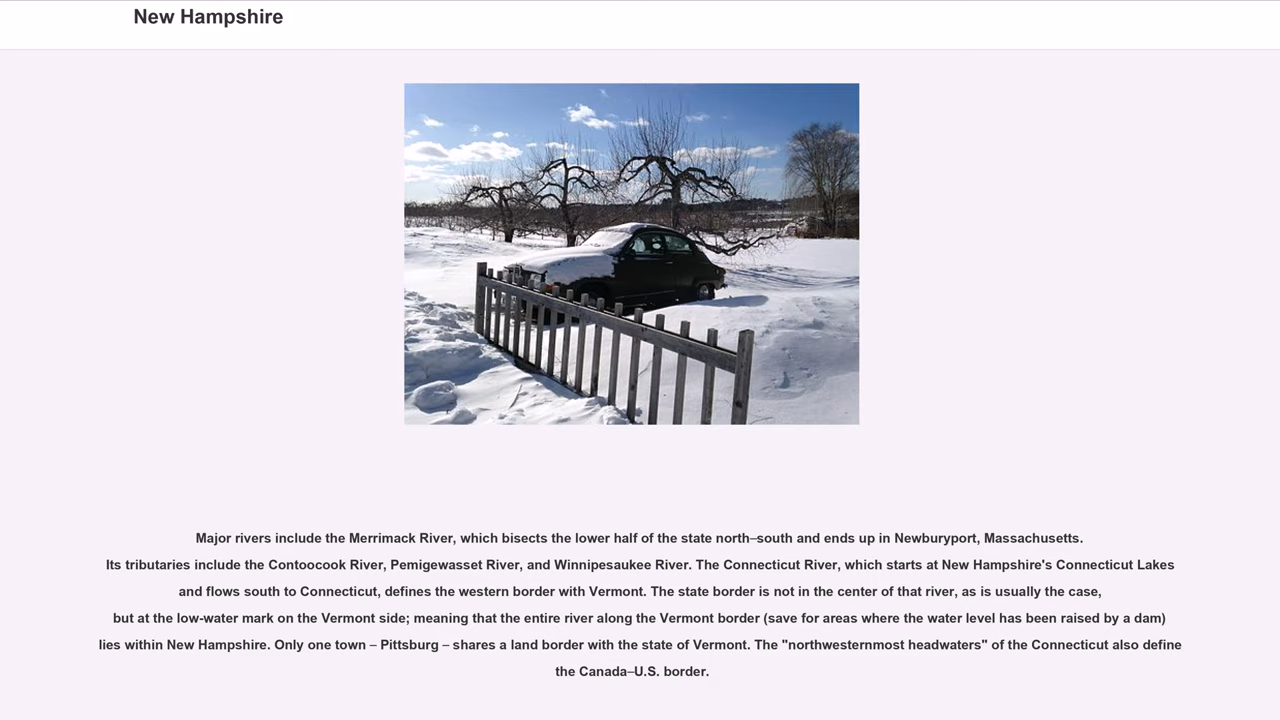 New Hampshire
Major rivers include the Merrimack River, which bisects the lower half of the state north–south and ends up in Newburyport, Massachusetts.
Its tributaries include the Contoocook River, Pemigewasset River, and Winnipesaukee River. The Connecticut River, which starts at New Hampshire's Connecticut Lakes
and flows south to Connecticut, defines the western border with Vermont. The state border is not in the center of that river, as is usually the case,
but at the low-water mark on the Vermont side; meaning that the entire river along the Vermont border (save for areas where the water level has been raised by a dam)
lies within New Hampshire. Only one town – Pittsburg – shares a land border with the state of Vermont. The "northwesternmost headwaters" of the Connecticut also define
the Canada–U.S. border.